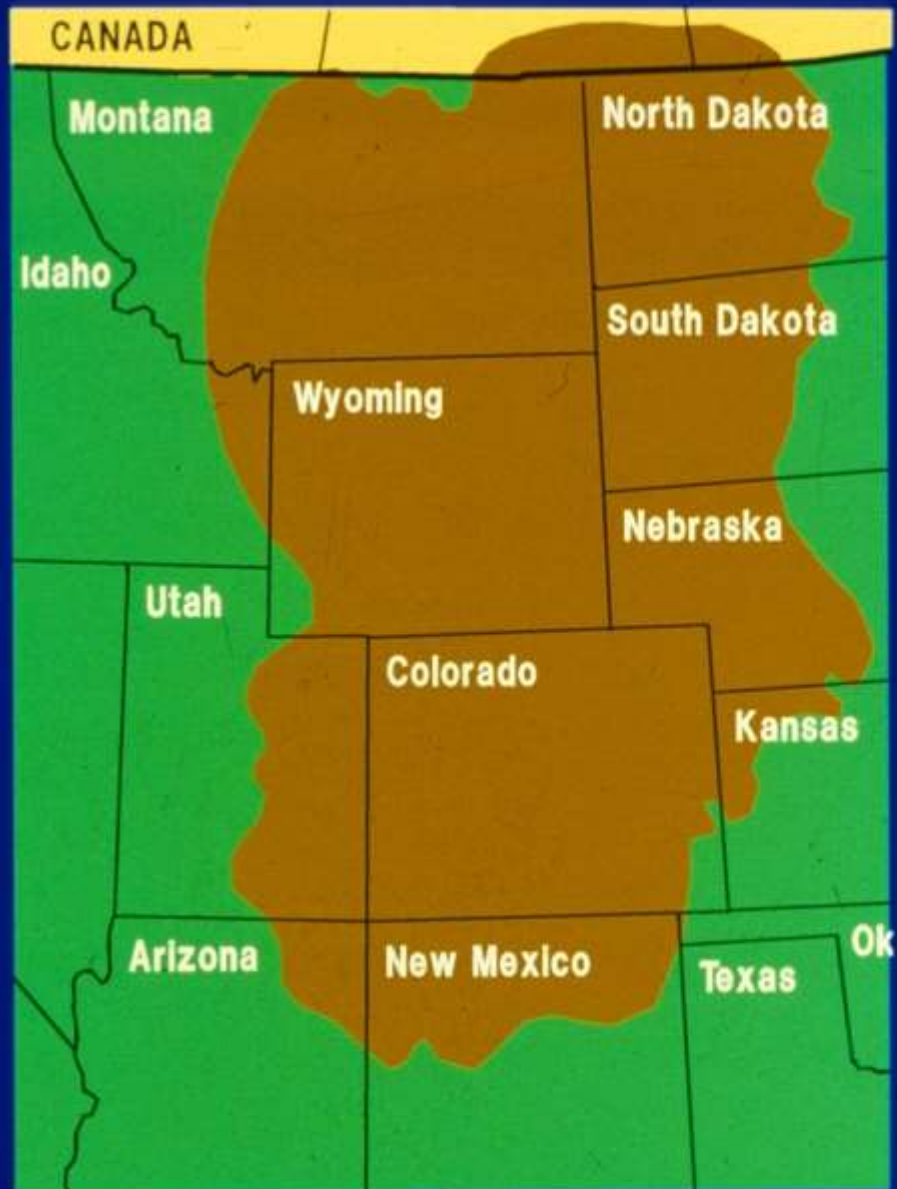 CANADA
Montana
North Dakota
Idaho
South Dakota
Wyoming
Nebraska
Utah
Colorado
Kansas
Arizona
New Mexico
Texas
Ok